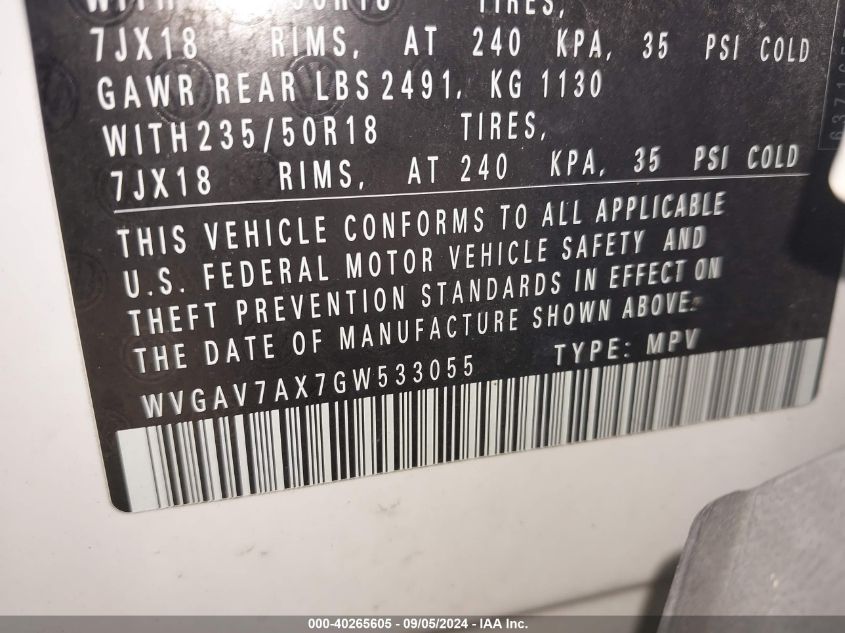 WITH 50R18 TIRES,
7JX18 RIMS, AT 240 KPA, 35 PSI COLD
GAWR REAR LBS 2491, KG 1130
WITH235/50R18 TIRES,
7JX18 RIMS, AT 240 KPA, 35 PSI COLD
THIS VEHICLE CONFORMS TO ALL APPLICABLE
U.S. FEDERAL MOTOR VEHICLE SAFETY AND
THEFT PREVENTION STANDARDS IN EFFECT ON
THE DATE OF MANUFACTURE SHOWN ABOVE.
WVGAV7AX7GW533055 TYPE: MPV
000-40265605 - 09/05/2024 - IAA Inc.